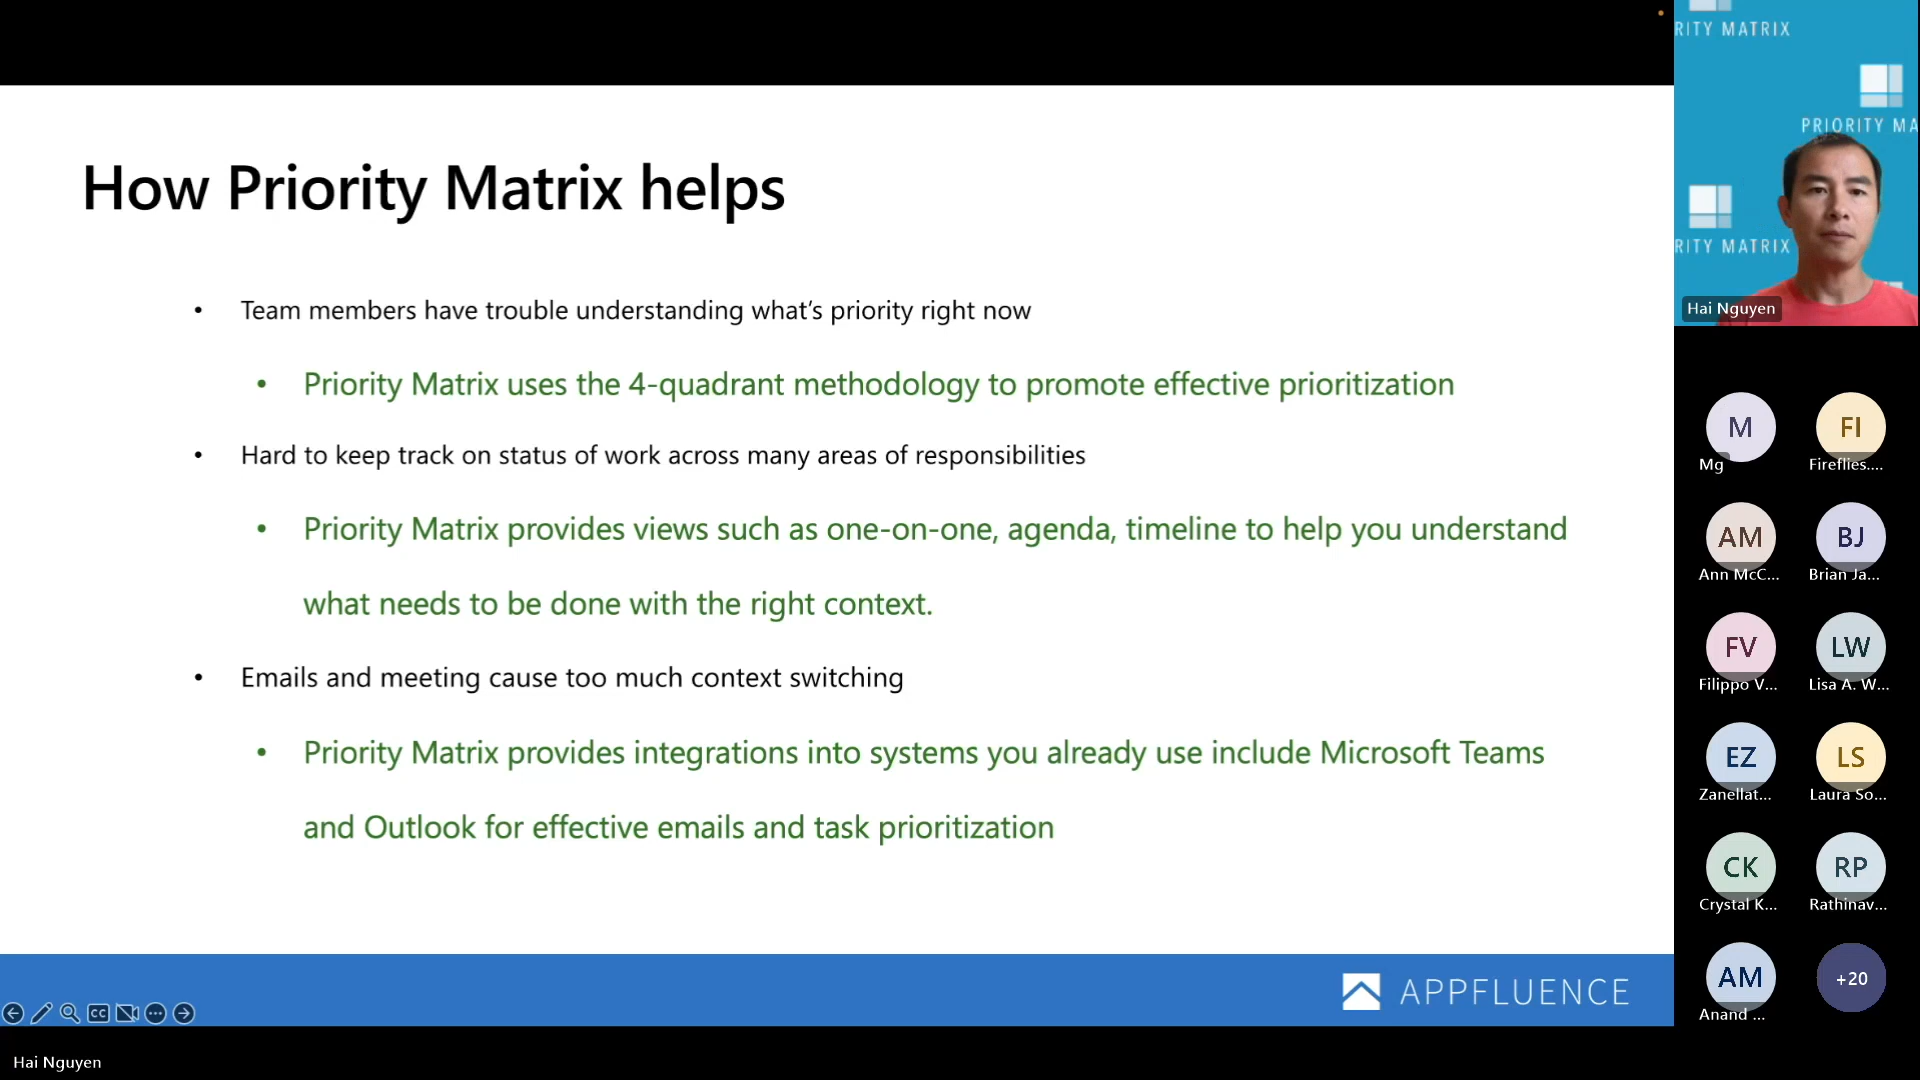 How Priority Matrix helps
• Team members have trouble understanding what's priority right now
• Priority Matrix uses the 4-quadrant methodology to promote effective prioritization
• Hard to keep track on status of work across many areas of responsibilities
• Priority Matrix provides views such as one-on-one, agenda, timeline to help you understand
what needs to be done with the right context.
• Emails and meeting cause too much context switching
• Priority Matrix provides integrations into systems you already use include Microsoft Teams
and Outlook for effective emails and task prioritization
APPFLUENCE
CC
Hai Nguyen
RITY MATRIX
PRIORITY MA
RITY MATRIX
Hai Nguyen
M
Mg
FI
Fireflies....
AM
Ann McC...
BJ
Brian Ja...
FV
Filippo V...
LW
Lisa A. W...
EZ
Zanellat...
LS
Laura So...
CK
Crystal K...
RP
Rathinav...
AM
Anand ...
+20